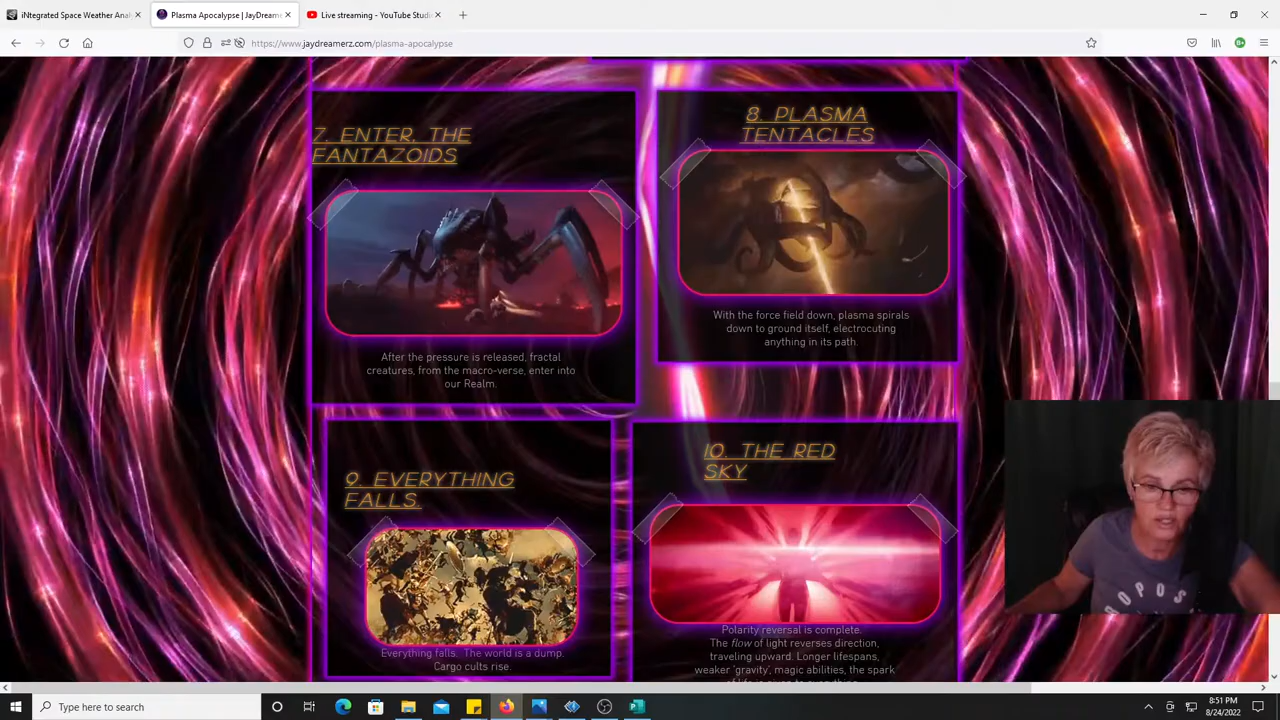 iNtegrated Space Weather Anal
Plasma Apocalypse | JayDreamer
Live streaming - YouTube Studi
https://www.jaydreamerz.com/plasma-apocalypse
7. ENTER, THE
FANTAZOIDS
After the pressure is released, fractal
creatures, from the macro-verse, enter into
our Realm.
8. PLASMA
TENTACLES
With the force field down, plasma spirals
down to ground itself, electrocuting
anything in its path.
9. EVERYTHING
FALLS.
Everything falls. The world is a dump,
Cargo cults rise.
10. THE RED
SKY
Polarity reversal is complete.
The flow of light reverses direction,
traveling upward. Longer lifespans,
weaker 'gravity', magic abilities, the spark
OPOS
Type here to search
8:51 PM
8/24/2022